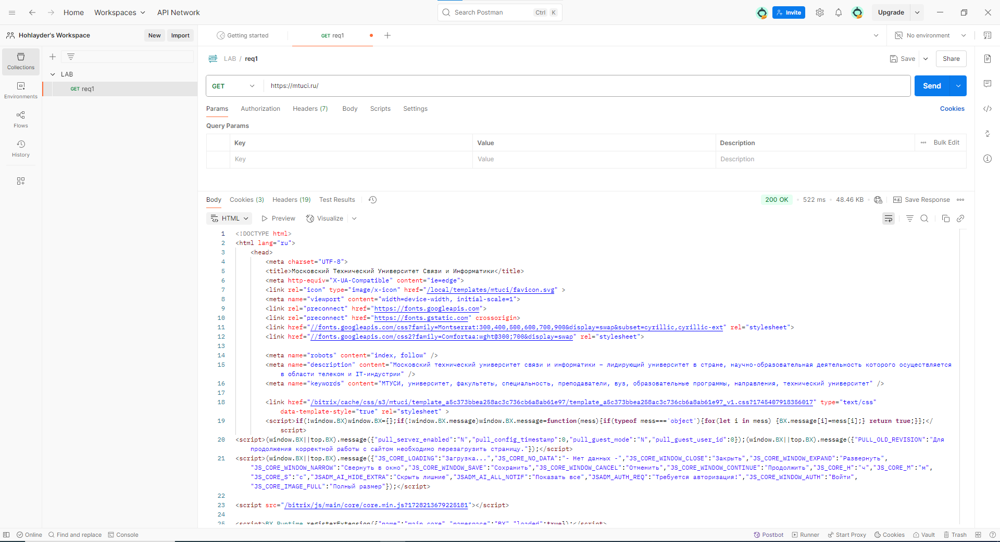 Home Workspaces API Network Search Postman Ctrl K Invite Upgrade
Hohlayder's Workspace New Import Getting started GET req1 No environment
Collections
LAB
GET req1
Environments
Flows
History
HTTP LAB / req1 Save Share
GET https://mtuci.ru/ Send
Params Authorization Headers (7) Body Scripts Settings Cookies
Query Params
Key Value Description Bulk Edit
Key Value Description
Body Cookies (3) Headers (19) Test Results 200 OK 522 ms 48.46 KB e.g. Save Response
HTML Preview Visualize
1 <!DOCTYPE html>
2 <html lang="ru">
3 <head>
4 <meta charset="UTF-8">
5 <title>Московский Технический Университет Связи и Информатики</title>
6 <meta http-equiv="X-UA-Compatible" content="ie=edge">
7 <link rel="icon" type="image/x-icon" href="/local/templates/mtuci/favicon.svg" >
8 <meta name="viewport" content="width=device-width, initial-scale=1">
9 <link rel="preconnect" href="https://fonts.googleapis.com">
10 <link rel="preconnect" href="https://fonts.gstatic.com" crossorigin>
11 <link href="//fonts.googleapis.com/css?family=Montserrat:300,400,500,600,700,900&display=swap&subset=cyrillic,cyrillic-ext" rel="stylesheet">
12 <link href="//fonts.googleapis.com/css2?family=Comfortaa:wght@300;700&display=swap" rel="stylesheet">
13
14 <meta name="robots" content="index, follow" />
15 <meta name="description" content="Московский технический университет связи и информатики – лидирующий университет в стране, научно-образовательная деятельность которого осуществляется
в области телеком и IT-индустрии" />
16 <meta name="keywords" content="МТУСИ, университет, факультеты, специальность, преподаватели, вуз, образовательные программы, направления, технический университет" />
17
18 <link href="/bitrix/cache/css/s3/mtuci/template_a5c373bbea258ac3c736cb6a8ab61e97/template_a5c373bbea258ac3c736cb6a8ab61e97_v1.css?1745407918356017" type="text/css"
data-template-style="true" rel="stylesheet" >
19 <script>if(!window.BX)window.BX={};if(!window.BX.message)window.BX.message=function(mess){if(typeof mess==='object'){for(let i in mess) {BX.message[i]=mess[i];} return true;}};</
script>
20 <script>(window.BX||top.BX).message({"pull_server_enabled":"N","pull_config_timestamp":0,"pull_guest_mode":"N","pull_guest_user_id":0});(window.BX||top.BX).message({"PULL_OLD_REVISION":"Для
продолжения корректной работы с сайтом необходимо перезагрузить страницу."});</script>
21 <script>(window.BX||top.BX).message({"JS_CORE_LOADING":"Загрузка...","JS_CORE_NO_DATA":"- Нет данных -","JS_CORE_WINDOW_CLOSE":"Закрыть","JS_CORE_WINDOW_EXPAND":"Развернуть",
"JS_CORE_WINDOW_NARROW":"Свернуть в окно","JS_CORE_WINDOW_SAVE":"Сохранить","JS_CORE_WINDOW_CANCEL":"Отменить","JS_CORE_WINDOW_CONTINUE":"Продолжить","JS_CORE_H":"ч","JS_CORE_M":"м",
"JS_CORE_S":"с","JSADM_AI_HIDE_EXTRA":"Скрыть лишние","JSADM_AI_ALL_NOTIF":"Показать все","JSADM_AUTH_REQ":"Требуется авторизация!","JS_CORE_WINDOW_AUTH":"Войти",
"JS_CORE_IMAGE_FULL":"Полный размер"});</script>
22
23 <script src="/bitrix/js/main/core/core.min.js?1728213679225181"></script>
24
25 <script>BX.Runtime.registerExtension({"name":"main.core","namespace":"BX","loaded":true});</script>
Online Find and replace Console Postbot Runner Start Proxy Cookies Vault Trash